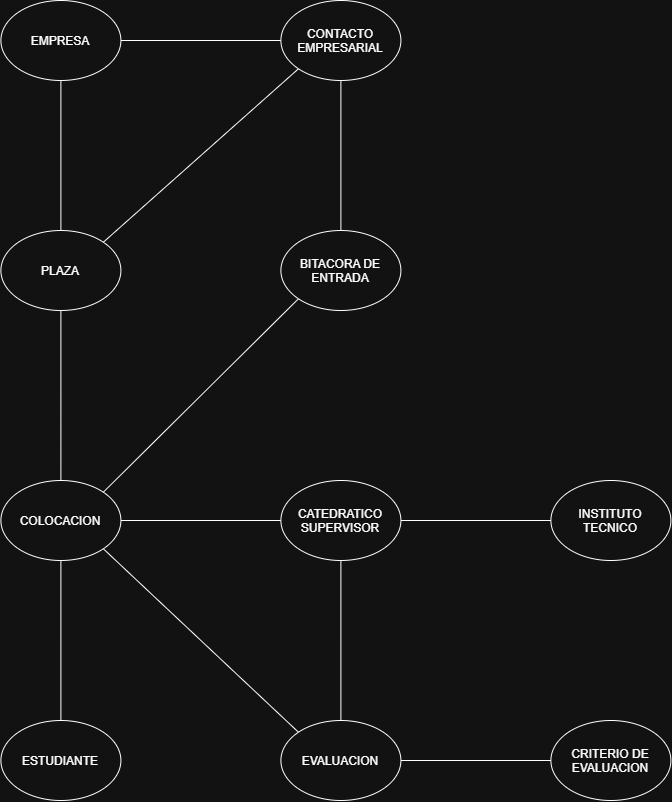 EMPRESA
CONTACTO
EMPRESARIAL
PLAZA
BITACORA DE
ENTRADA
COLOCACION
CATEDRATICO
SUPERVISOR
INSTITUTO
TECNICO
ESTUDIANTE
EVALUACION
CRITERIO DE
EVALUACION